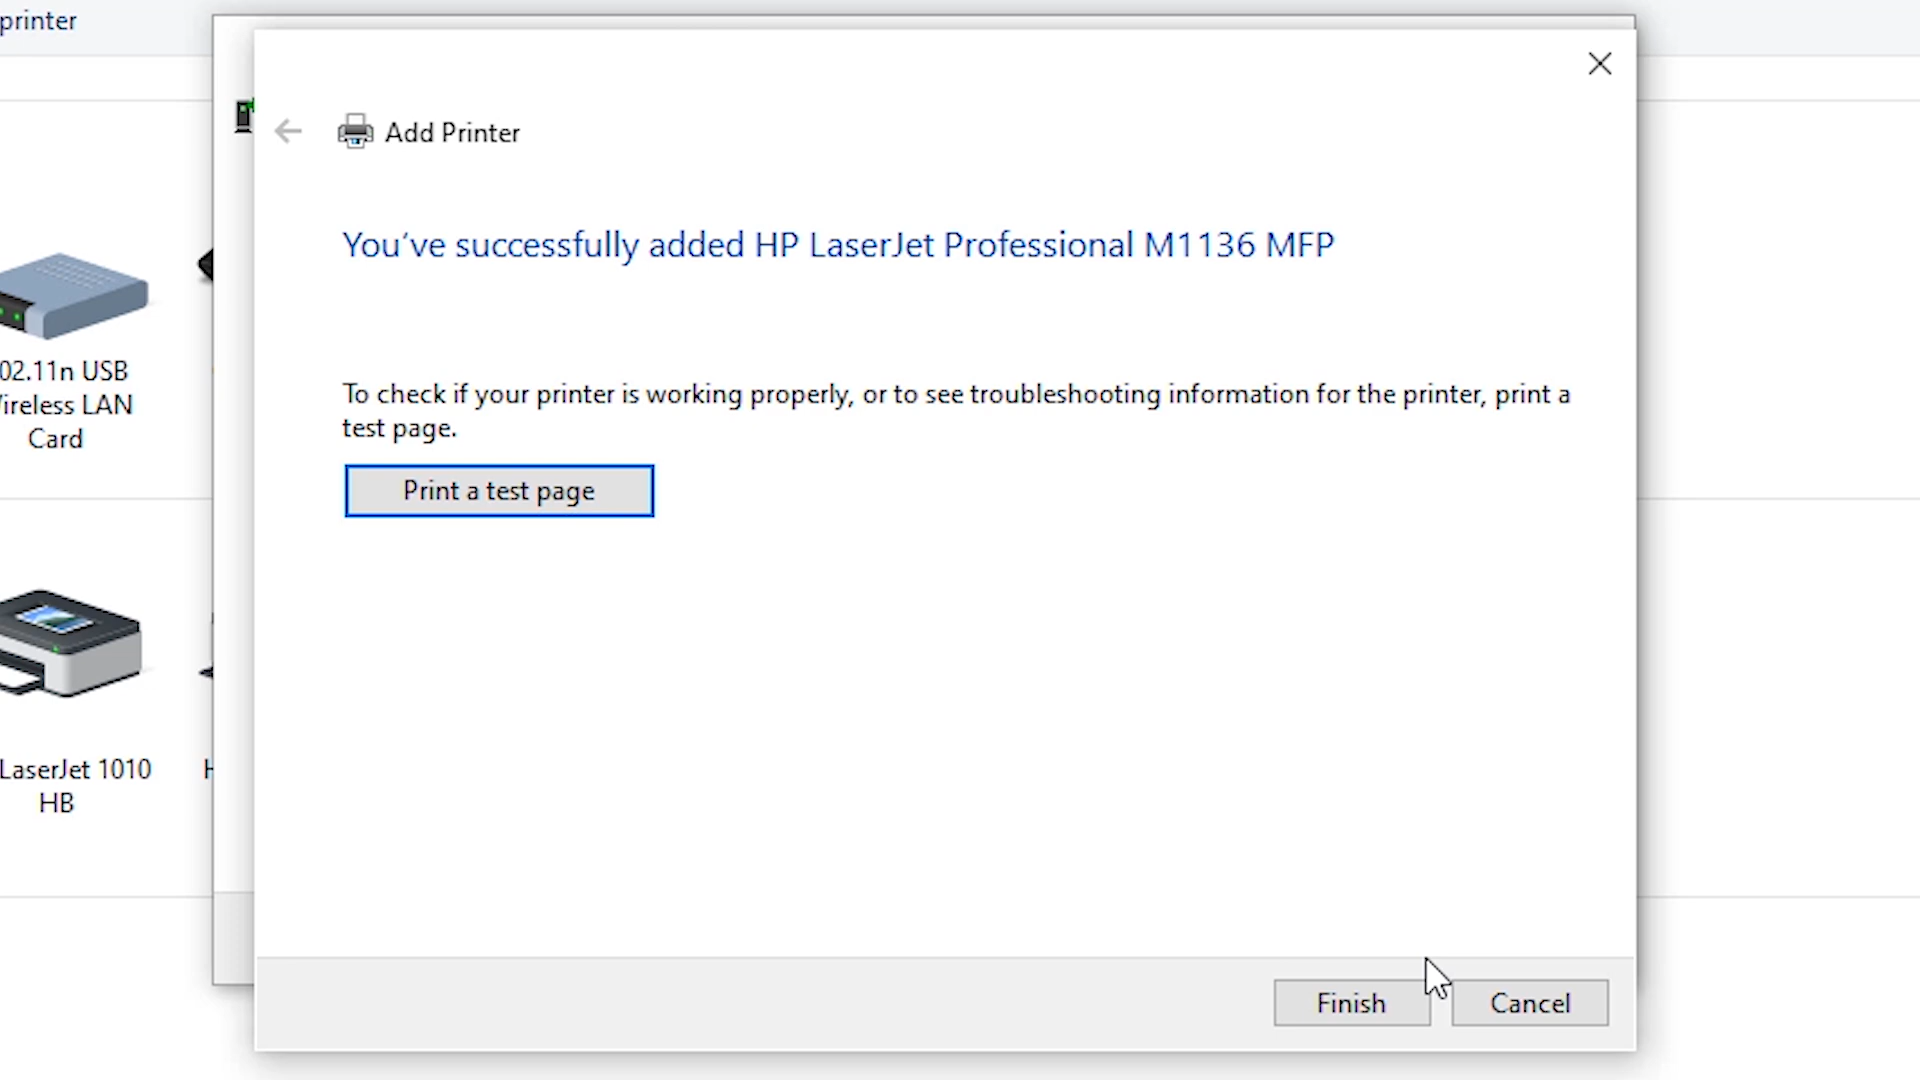 printer
Add Printer
You've successfully added HP LaserJet Professional M1136 MFP
To check if your printer is working properly, or to see troubleshooting information for the printer, print a
test page.
Print a test page
02.11n USB
ireless LAN
Card
LaserJet 1010
HB
H
Finish
Cancel